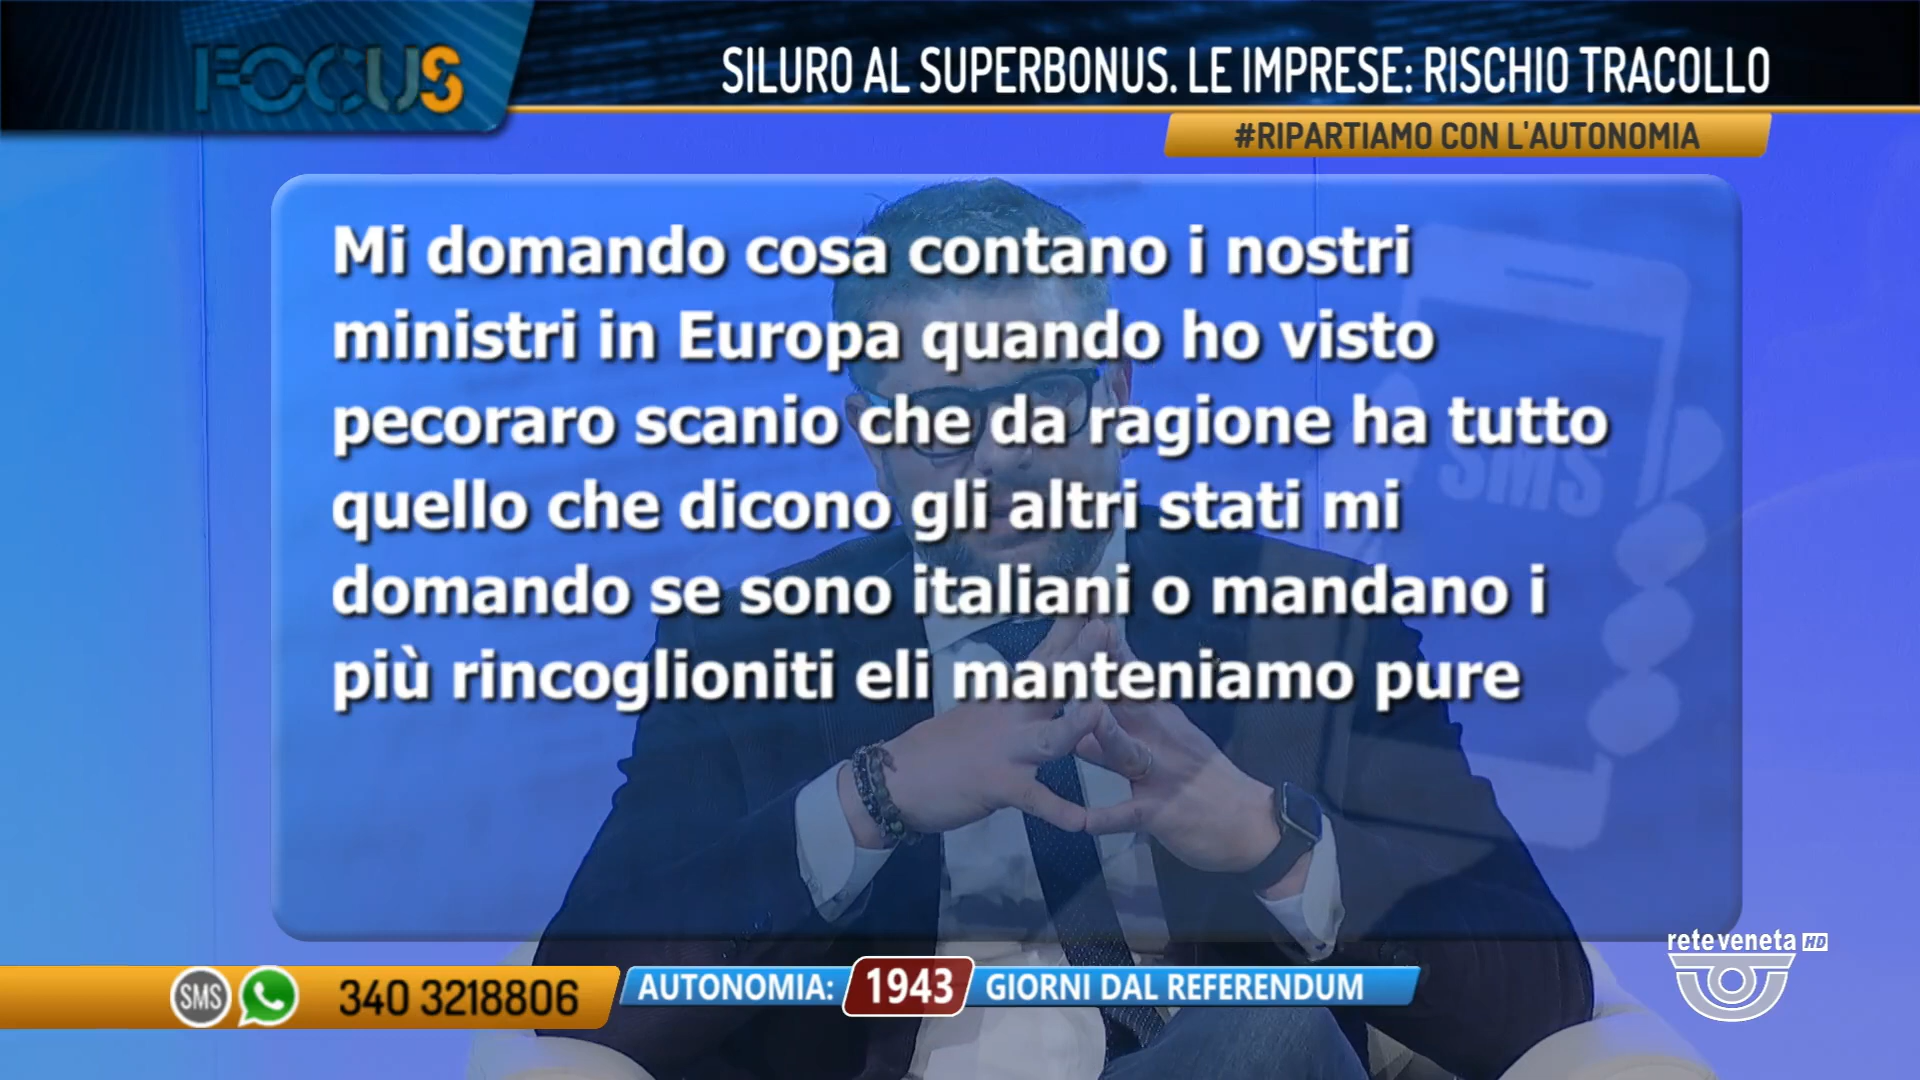 FOCUS
SILURO AL SUPERBONUS. LE IMPRESE: RISCHIO TRACOLLO
#RIPARTIAMO CON L'AUTONOMIA
SMS
Mi domando cosa contano i nostri
ministri in Europa quando ho visto
pecoraro scanio che da ragione ha tutto
quello che dicono gli altri stati mi
domando se sono italiani o mandano i
più rincoglioniti eli manteniamo pure
reteveneta HD
SMS 340 3218806
AUTONOMIA: 1943 GIORNI DAL REFERENDUM